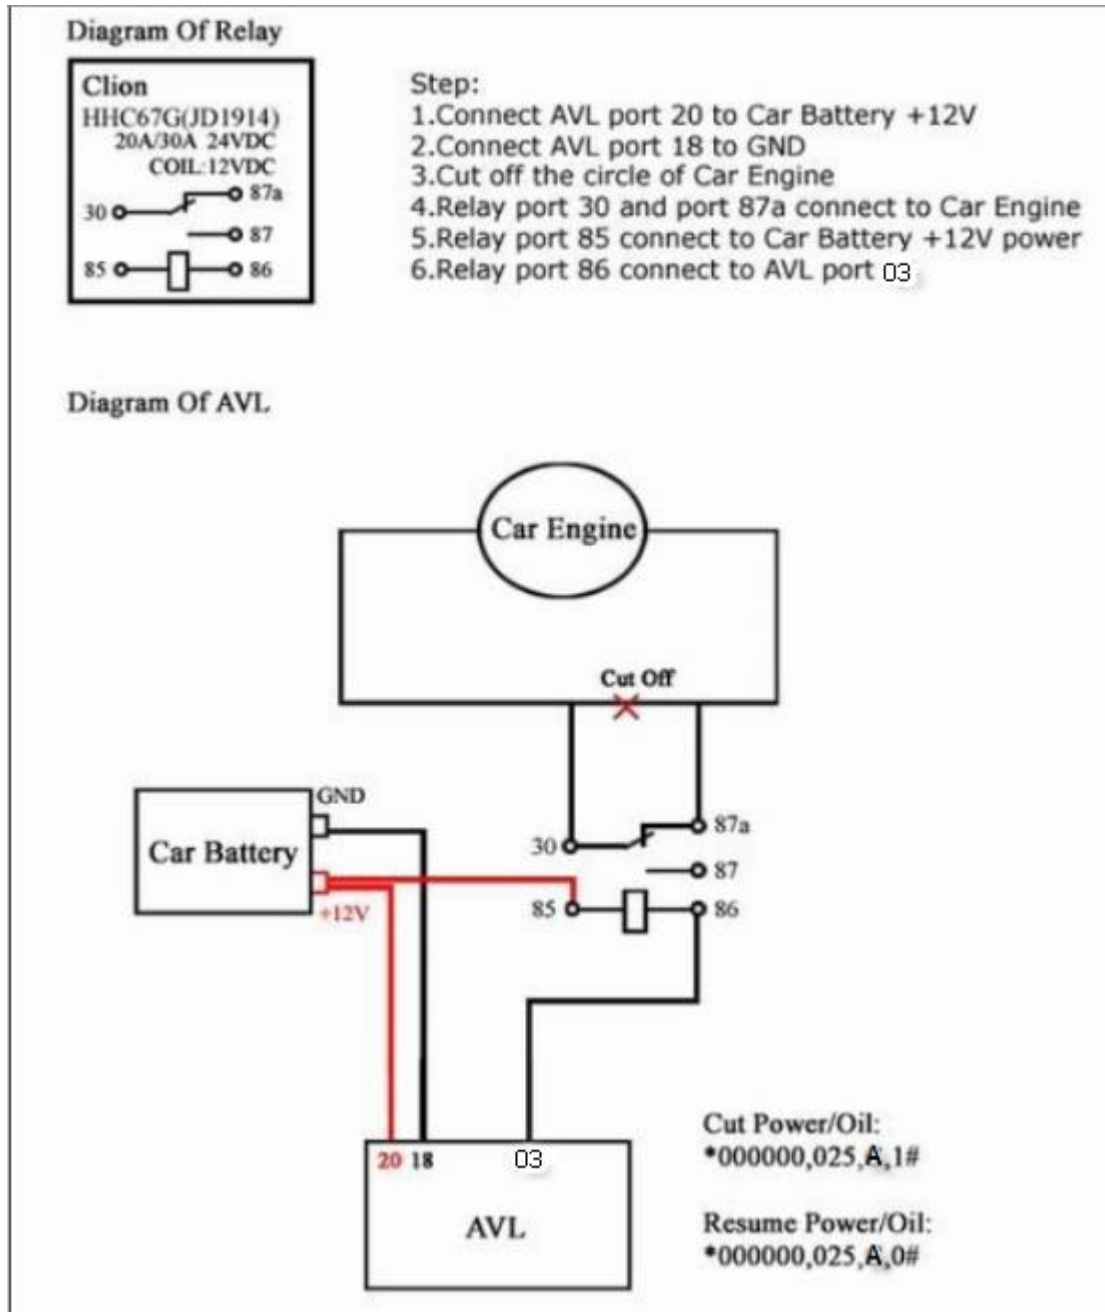 Diagram Of Relay
Clion
HHC67G(JD1914)
20A/30A 24VDC
COIL:12VDC
30
87a
87
85
86
Step:
1.Connect AVL port 20 to Car Battery +12V
2.Connect AVL port 18 to GND
3.Cut off the circle of Car Engine
4.Relay port 30 and port 87a connect to Car Engine
5.Relay port 85 connect to Car Battery +12V power
6.Relay port 86 connect to AVL port 03
Diagram Of AVL
Car Engine
Cut Off
GND
Car Battery
+12V
30
87a
87
85
86
20 18 03
AVL
Cut Power/Oil:
*000000,025,A,1#
Resume Power/Oil:
*000000,025,A,0#